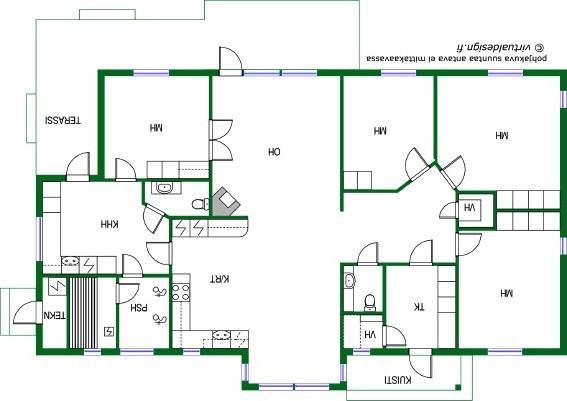 KUISTI
VH
TK
MH
PSH
TEKN
K/RT
KHH
VH
MH
MH
OH
MH
TERASSI
pohjakuva suuntaa antava ei mittakaavassa
© virtualdesign.fi